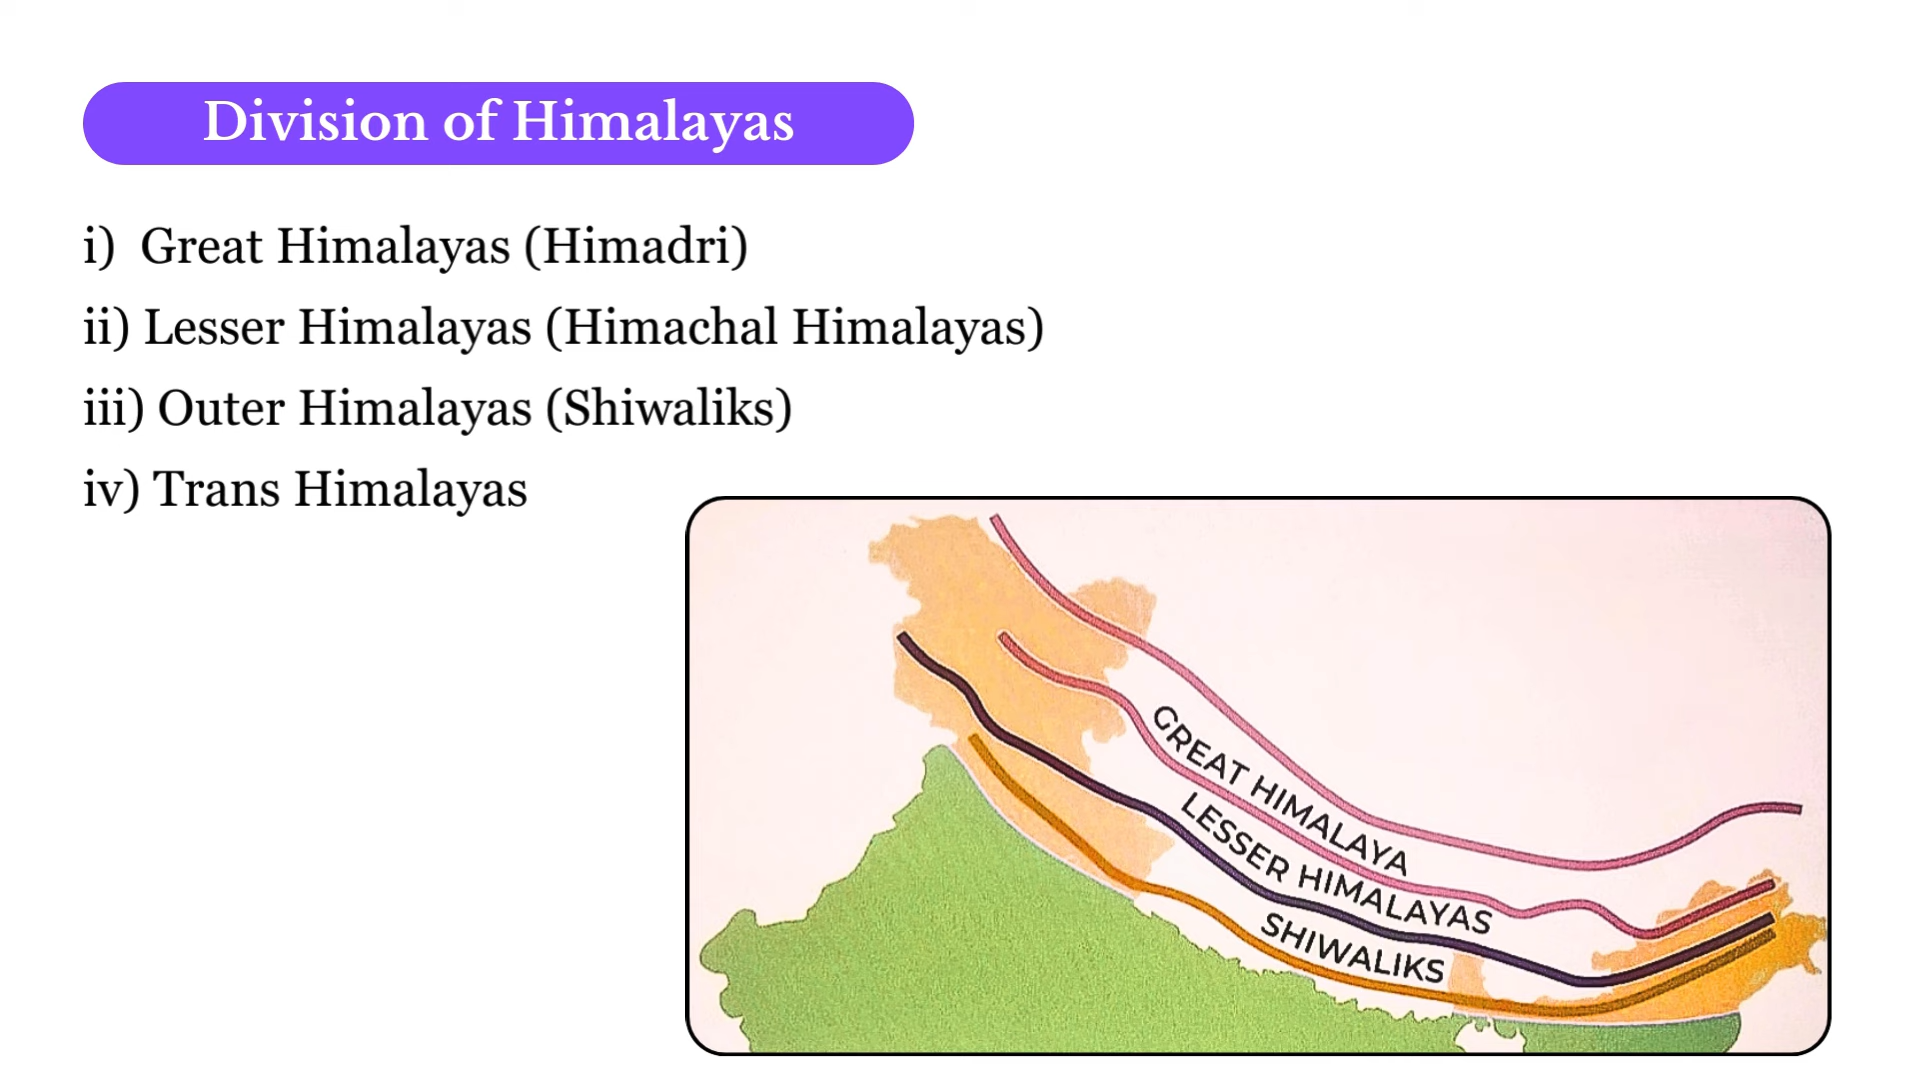 Division of Himalayas
i) Great Himalayas (Himadri)
ii) Lesser Himalayas (Himachal Himalayas)
iii) Outer Himalayas (Shiwaliks)
iv) Trans Himalayas
GREAT HIMALAYA
LESSER HIMALAYAS
SHIWALIKS